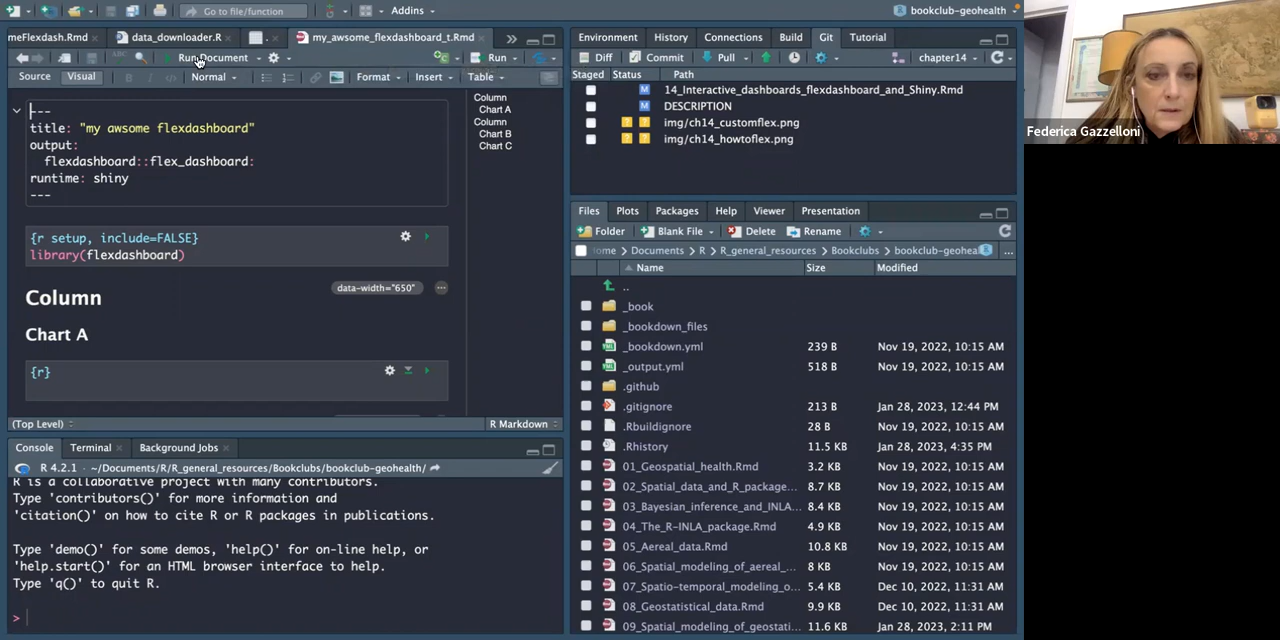 Go to file/function
Addins
bookclub-geohealth
meFlexdash.Rmd
data_downloader.R
my_awsome_flexdashboard_t.Rmd
Run Document
Run
Source
Visual
Normal
Format
Insert
Table
---
title: "my awsome flexdashboard"
output:
flexdashboard::flex_dashboard:
runtime: shiny
---
{r setup, include=FALSE}
library(flexdashboard)
Column
data-width="650"
Chart A
{r}
Column
Chart A
Column
Chart B
Chart C
(Top Level)
R Markdown
Console
Terminal
Background Jobs
R 4.2.1 · ~/Documents/R/R_general_resources/Bookclubs/bookclub-geohealth/
R is a collaborative project with many contributors.
Type 'contributors()' for more information and
'citation()' on how to cite R or R packages in publications.
Type 'demo()' for some demos, 'help()' for on-line help, or
'help.start()' for an HTML browser interface to help.
Type 'q()' to quit R.
>
Environment
History
Connections
Build
Git
Tutorial
Diff
Commit
Pull
chapter14
Staged
Status
Path
M 14_Interactive_dashboards_flexdashboard_and_Shiny.Rmd
M DESCRIPTION
? ? img/ch14_customflex.png
? ? img/ch14_howtoflex.png
Files
Plots
Packages
Help
Viewer
Presentation
Folder
Blank File
Delete
Rename
ome > Documents > R > R_general_resources > Bookclubs > bookclub-geohea
...
Name
Size
Modified
..
_book
_bookdown_files
_bookdown.yml 239 B Nov 19, 2022, 10:15 AM
_output.yml 518 B Nov 19, 2022, 10:15 AM
.github
.gitignore 213 B Jan 28, 2023, 12:44 PM
.Rbuildignore 28 B Nov 19, 2022, 10:15 AM
.Rhistory 11.5 KB Jan 28, 2023, 4:35 PM
01_Geospatial_health.Rmd 3.2 KB Nov 19, 2022, 10:15 AM
02_Spatial_data_and_R_package... 8.7 KB Nov 19, 2022, 10:15 AM
03_Bayesian_inference_and_INLA... 8.4 KB Nov 19, 2022, 10:15 AM
04_The_R-INLA_package.Rmd 4.9 KB Nov 19, 2022, 10:15 AM
05_Aereal_data.Rmd 10.8 KB Nov 19, 2022, 10:15 AM
06_Spatial_modeling_of_aereal_... 8 KB Nov 19, 2022, 10:15 AM
07_Spatio-temporal_modeling_o... 5.4 KB Dec 10, 2022, 11:31 AM
08_Geostatistical_data.Rmd 9.9 KB Dec 10, 2022, 11:31 AM
09_Spatial_modeling_of_geostati... 11.6 KB Jan 28, 2023, 2:11 PM
Federica Gazzelloni